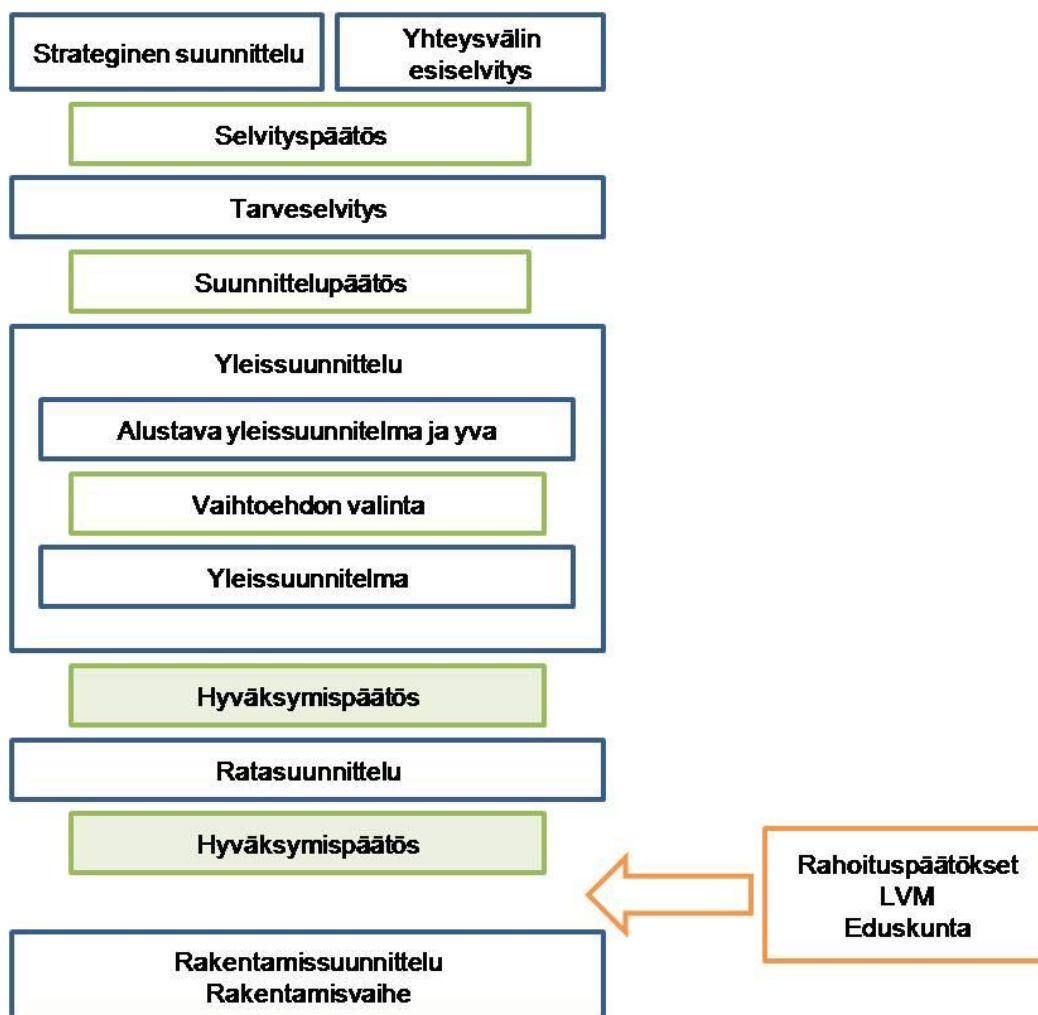 Strateginen suunnittelu
Yhteysvälin
esiselvitys
Selvityspäätös
Tarveselvitys
Suunnittelupäätös
Yleissuunnittelu
Alustava yleissuunnitelma ja yva
Vaihtoehdon valinta
Yleissuunnitelma
Hyväksymispäätös
Ratasuunnittelu
Hyväksymispäätös
Rahoituspäätökset
LVM
Eduskunta
Rakentamissuunnittelu
Rakentamisvaihe